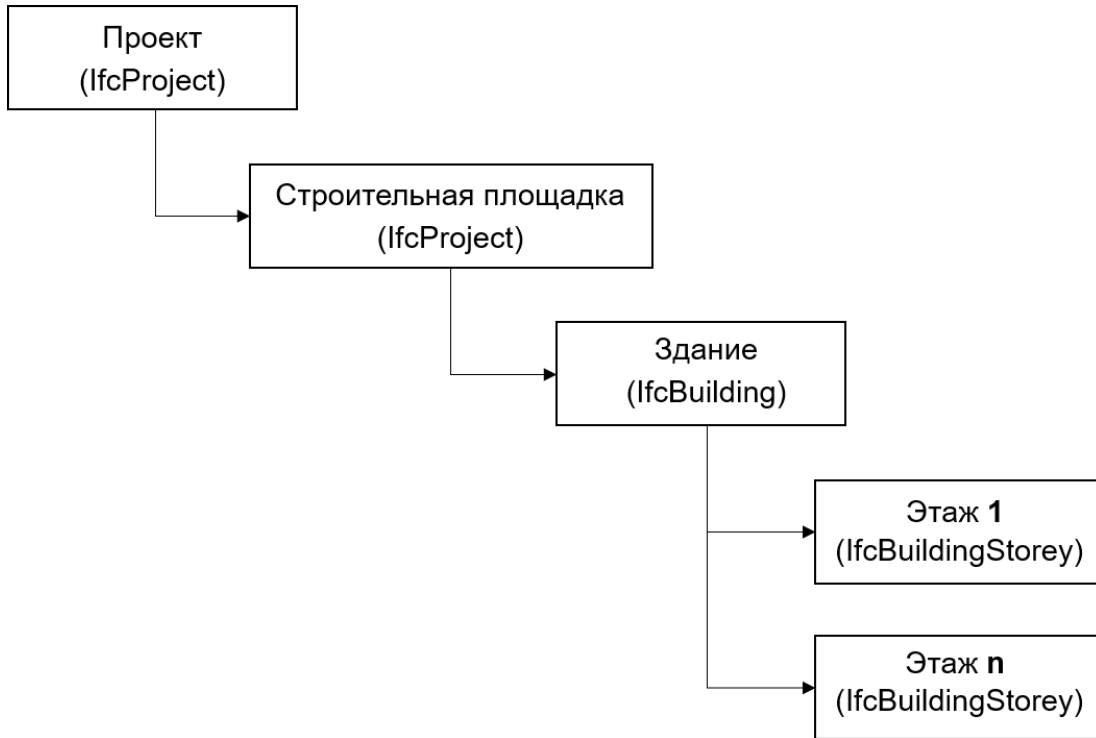 Проект
(IfcProject)
Строительная площадка
(IfcProject)
Здание
(IfcBuilding)
Этаж 1
(IfcBuildingStorey)
Этаж n
(IfcBuildingStorey)